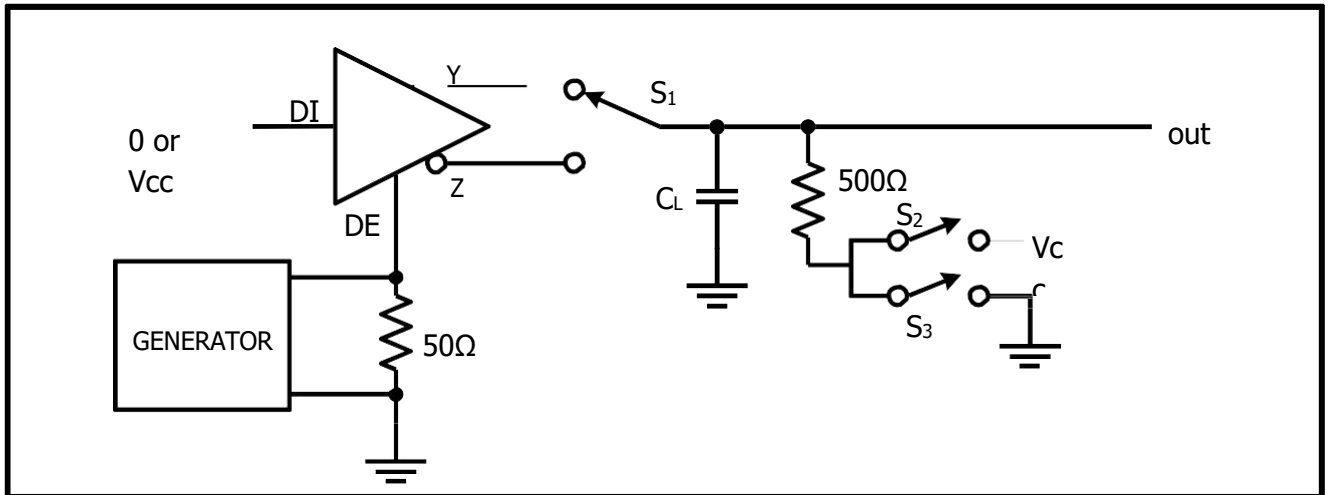 Y
DI
S1
0 or
Vcc
out
Z
500Ω
CL
S2
DE
Vc
c
S3
GENERATOR
50Ω